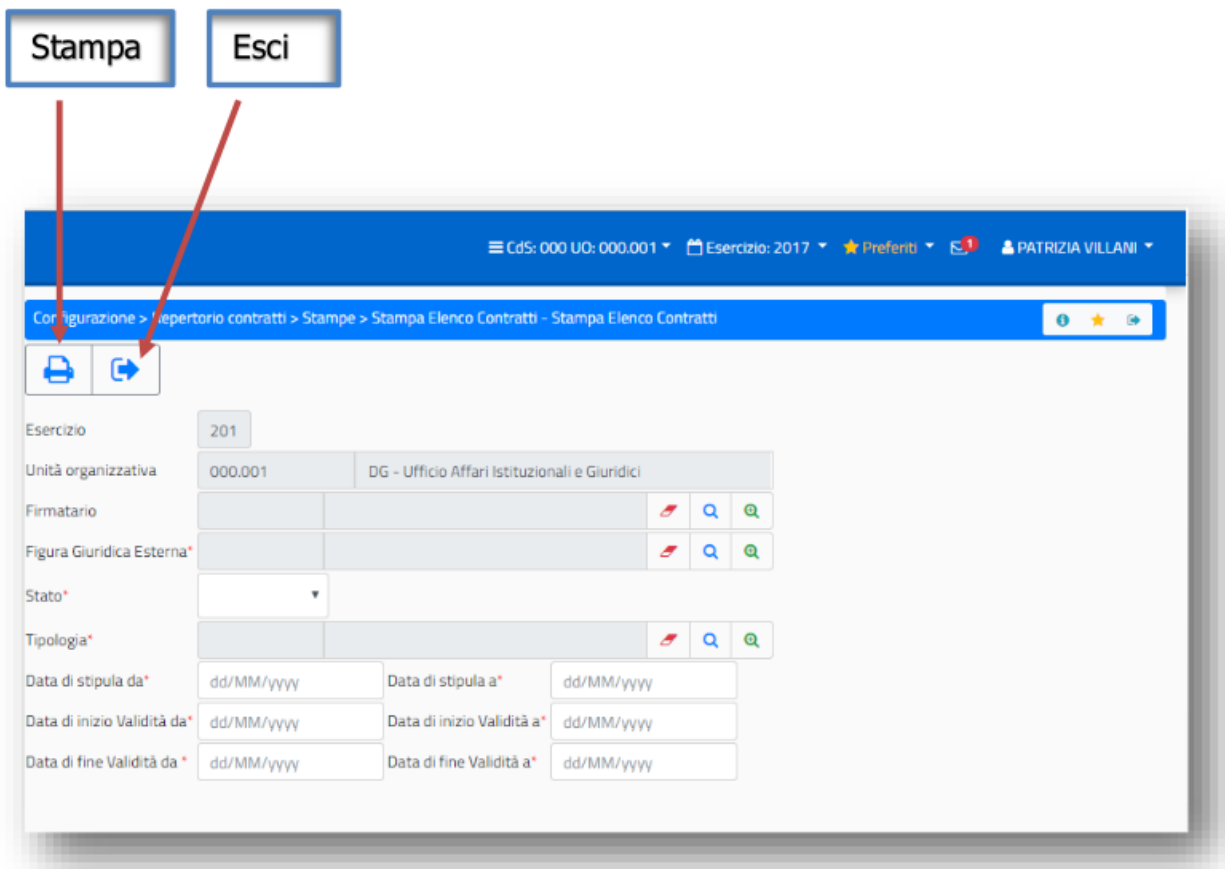 Stampa Esci
CdS: 000 UO: 000.001 Esercizio: 2017 Preferiti 1 PATRIZIA VILLANI
Configurazione > Repertorio contratti > Stampe > Stampa Elenco Contratti - Stampa Elenco Contratti
Esercizio 201
Unità organizzativa 000.001 DG - Ufficio Affari Istituzionali e Giuridici
Firmatario
Figura Giuridica Esterna*
Stato*
Tipologia*
Data di stipula da* dd/MM/yyyy Data di stipula a* dd/MM/yyyy
Data di inizio Validità da* dd/MM/yyyy Data di inizio Validità a* dd/MM/yyyy
Data di fine Validità da * dd/MM/yyyy Data di fine Validità a* dd/MM/yyyy